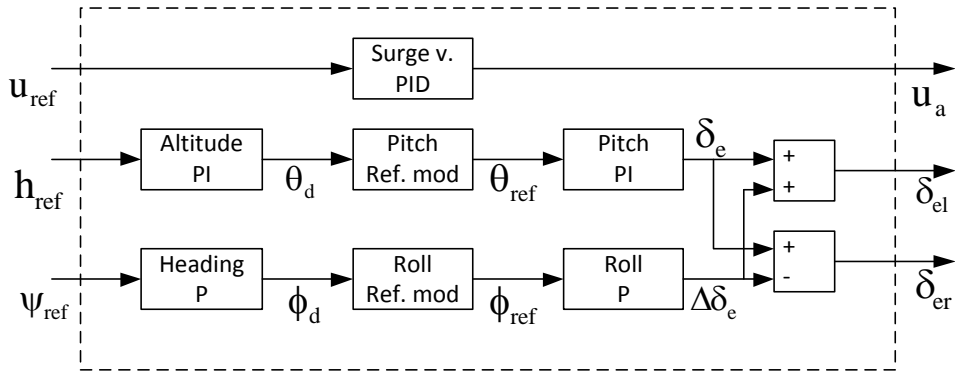 u_ref
Surge v.
PID
u_a
h_ref
Altitude
PI
θ_d
Pitch
Ref. mod
θ_ref
Pitch
PI
δ_e
+
+
δ_el
ψ_ref
Heading
P
ϕ_d
Roll
Ref. mod
ϕ_ref
Roll
P
Δδ_e
+
-
δ_er